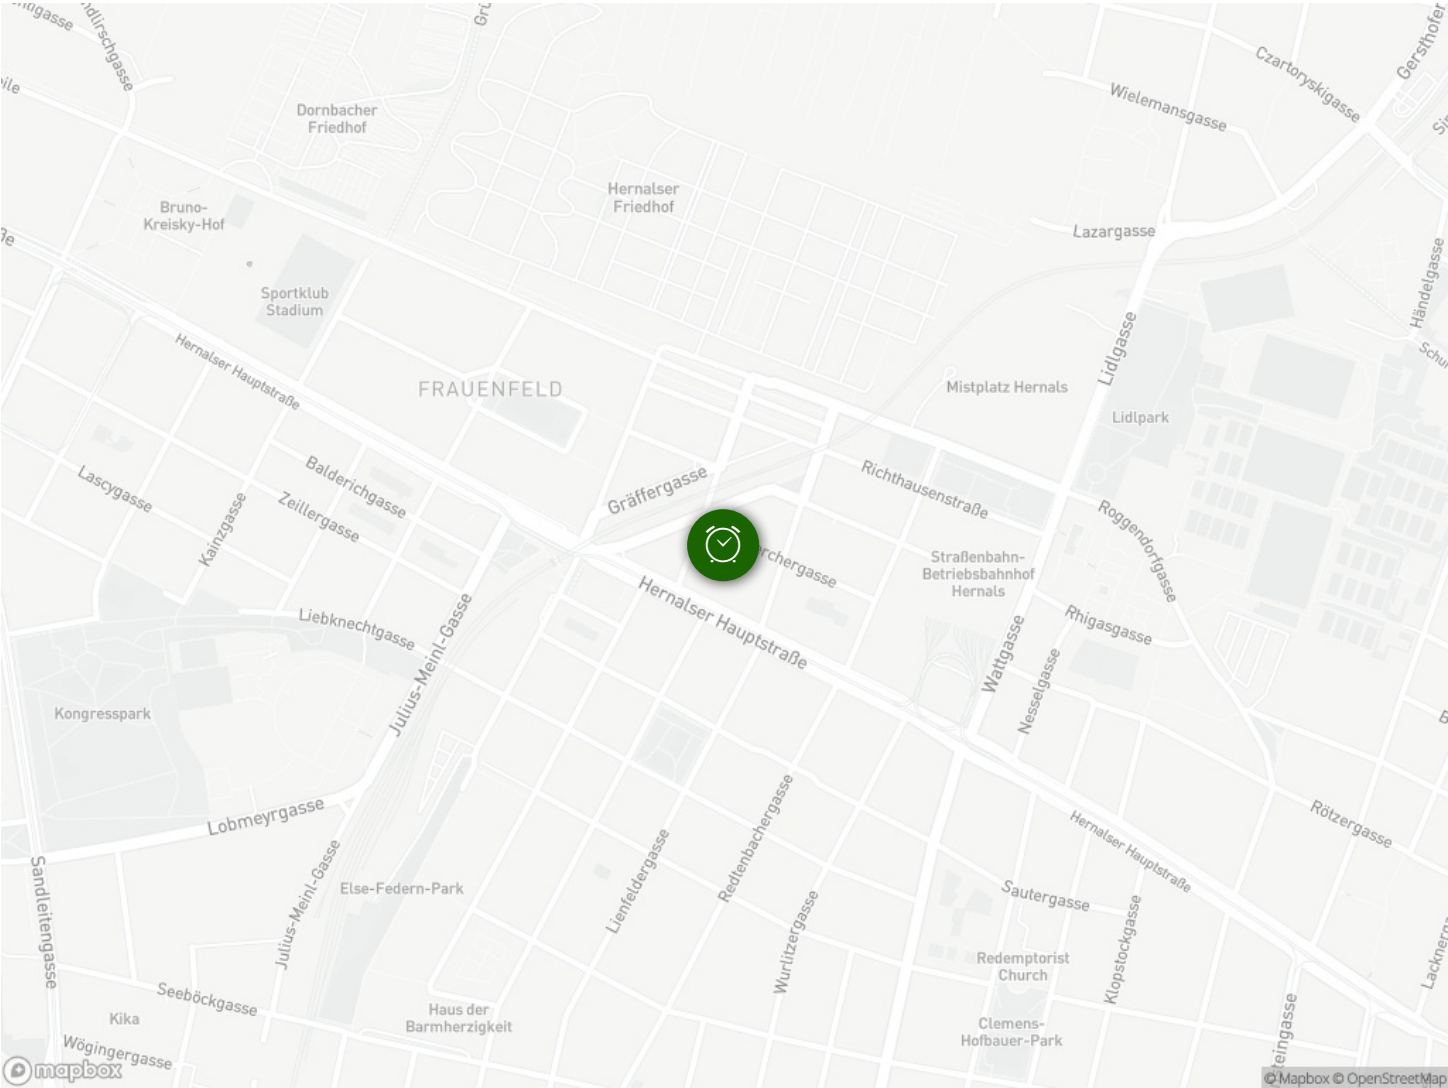 Dornbacher
Friedhof
Czartoryskigasse
Gersthofer
Wielemansgasse
Hernalser
Friedhof
Bruno-
Kreisky-Hof
Lazargasse
Händelgasse
Sportklub
Stadium
Hernalser Hauptstraße
Lidlgasse
FRAUENFELD
Mistplatz Hernals
Lidlpark
Balderichgasse
Lascygasse
Zeillergasse
Kainzgasse
Gräffergasse
Richthausenstraße
Roggendorfgasse
Straßenbahn-
Betriebsbahnhof
Hernals
Hernalser Hauptstraße
Liebknechtgasse
Julius-Meinl-Gasse
Rhigasgasse
Wattgasse
Nesselgasse
Kongresspark
Lobmeyrgasse
Rötzergasse
Hernalser Hauptstraße
Sandleitengasse
Julius-Meinl-Gasse
Else-Federn-Park
Lienfeldergasse
Redtenbachergasse
Wurlitzergasse
Sautergasse
Klopstockgasse
Redemptorist
Church
Seeböckgasse
Kika
Haus der
Barmherzigkeit
Clemens-
Hofbauer-Park
Wögingergasse
mapbox
© Mapbox © OpenStreetMap